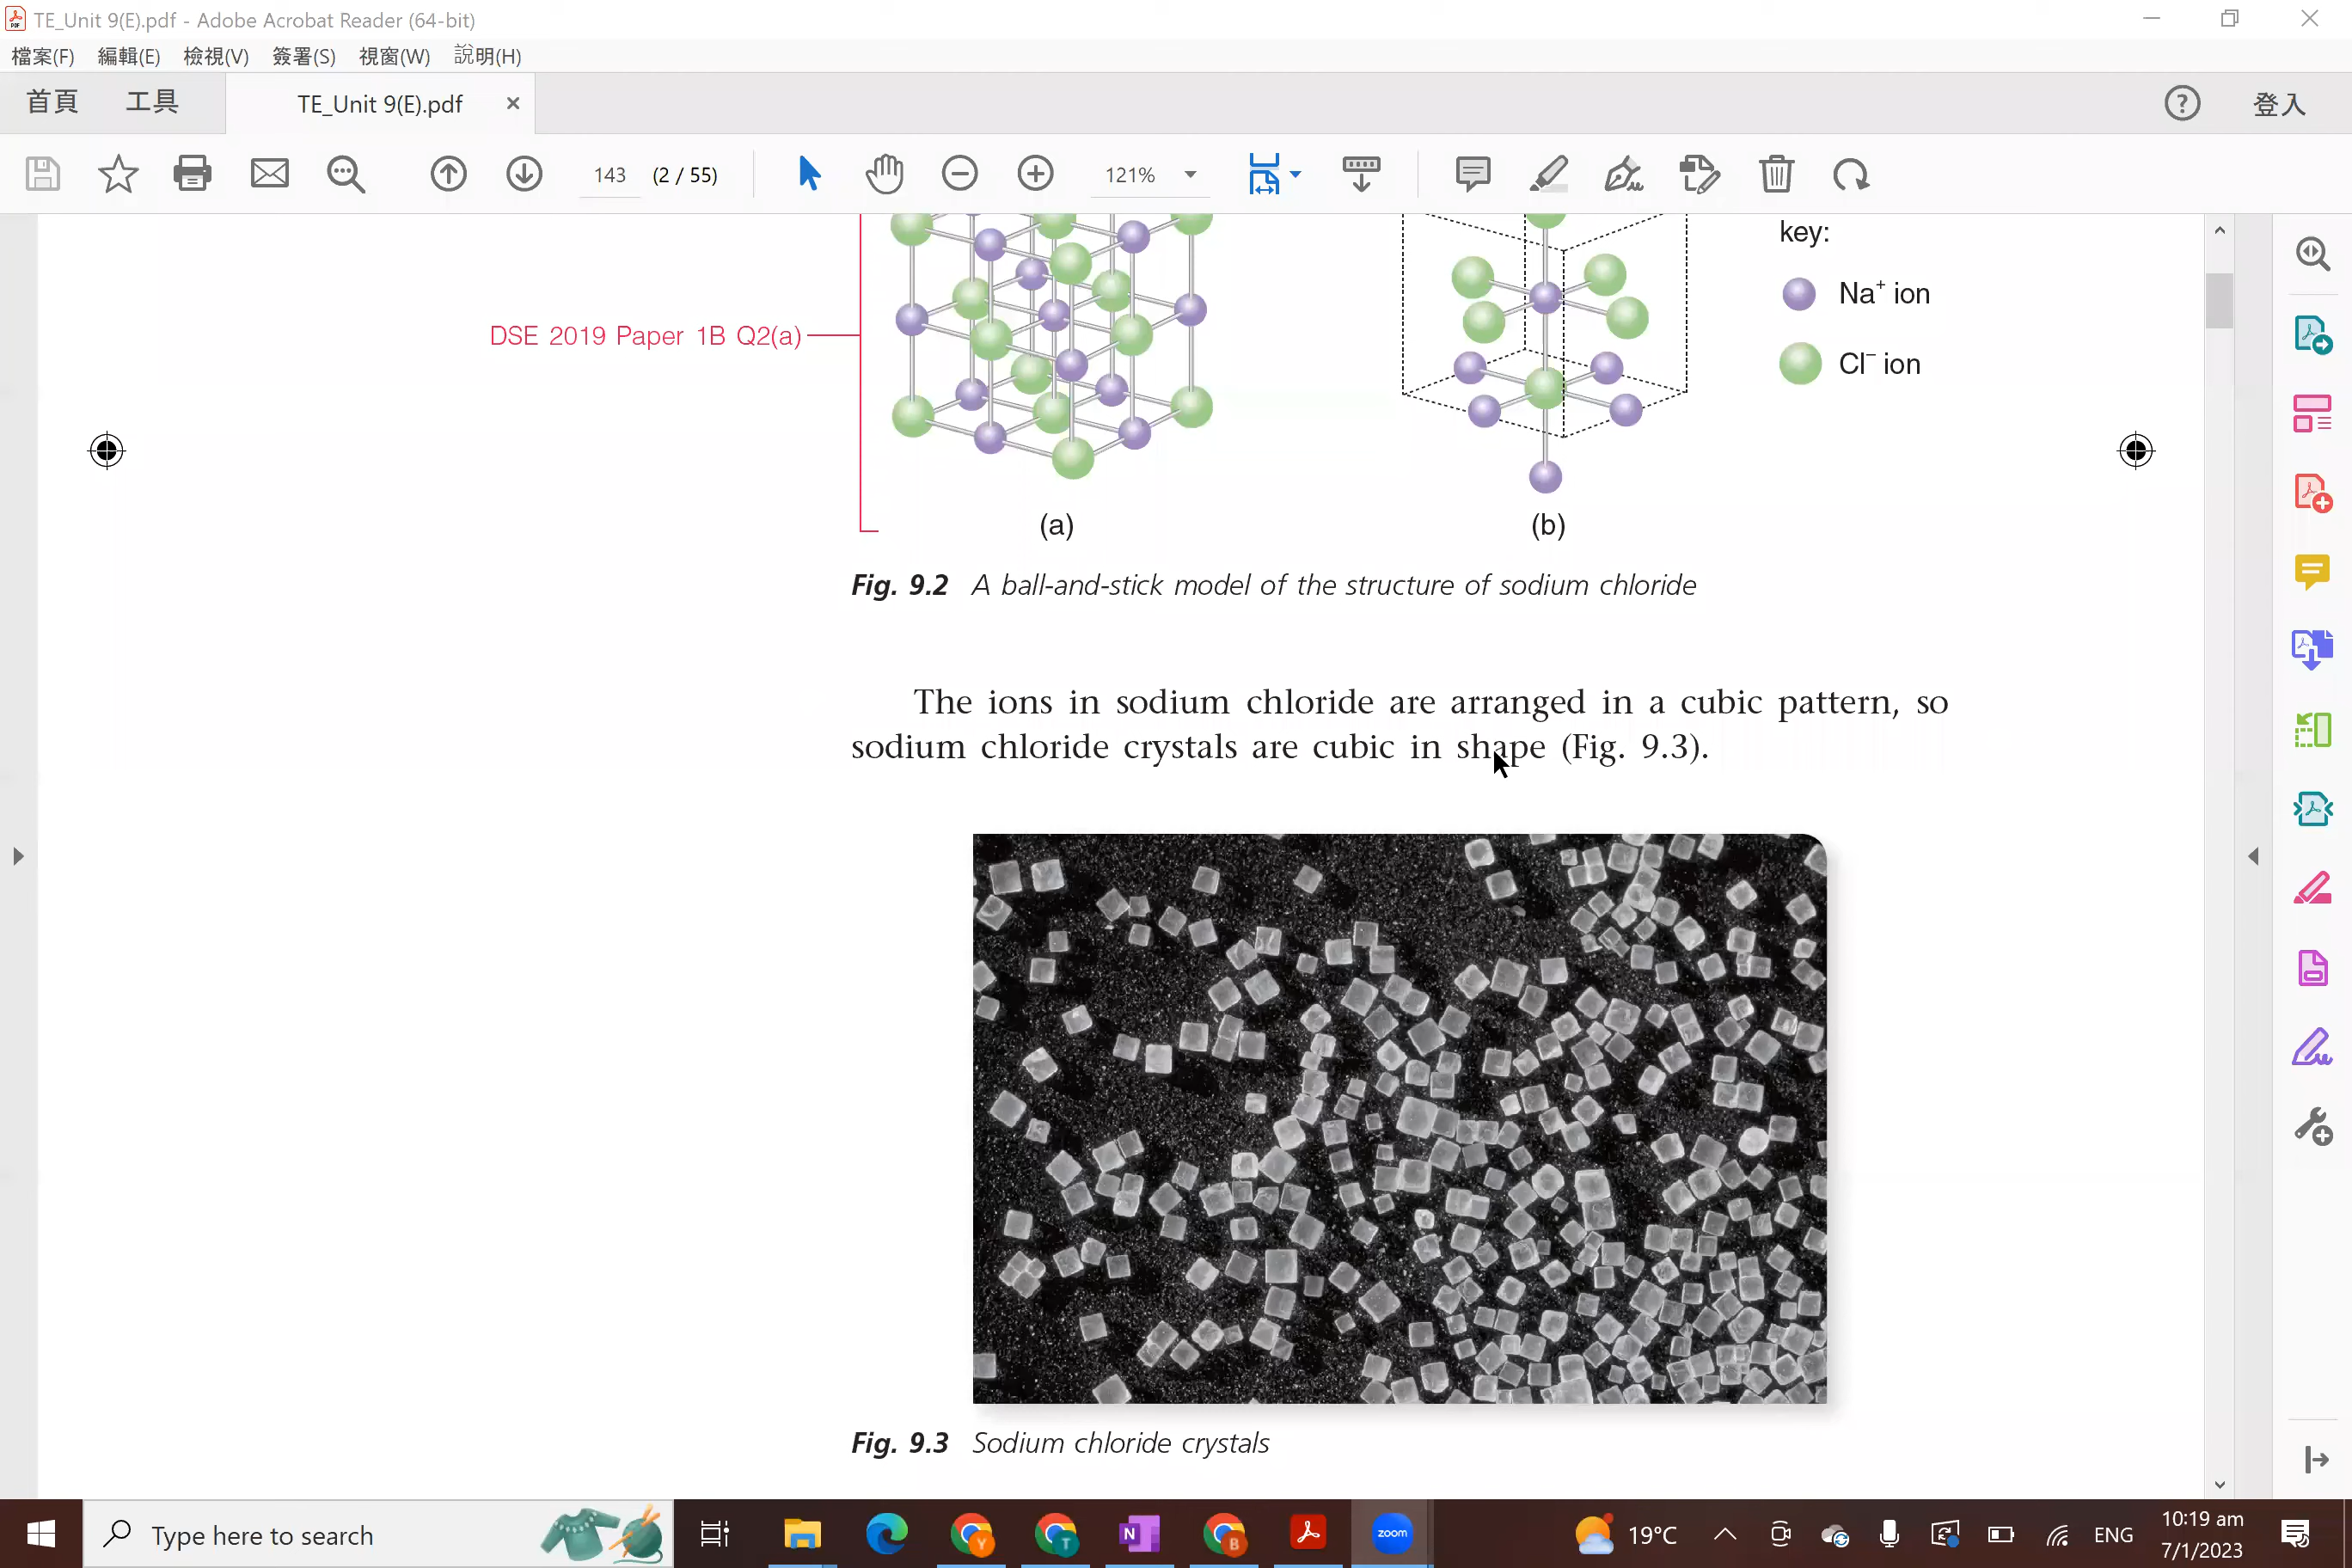 TE_Unit 9(E).pdf - Adobe Acrobat Reader (64-bit)
檔案(F) 編輯(E) 檢視(V) 簽署(S) 視窗(W) 說明(H)
首頁 工具 TE_Unit 9(E).pdf × 登入
143 (2 / 55) 121%
key:
Na⁺ ion
DSE 2019 Paper 1B Q2(a)
Cl⁻ ion
(a) (b)
Fig. 9.2 A ball-and-stick model of the structure of sodium chloride
The ions in sodium chloride are arranged in a cubic pattern, so
sodium chloride crystals are cubic in shape (Fig. 9.3).
Fig. 9.3 Sodium chloride crystals
Type here to search
N
Y
T
B
zoom
19°C
ENG
10:19 am
7/1/2023